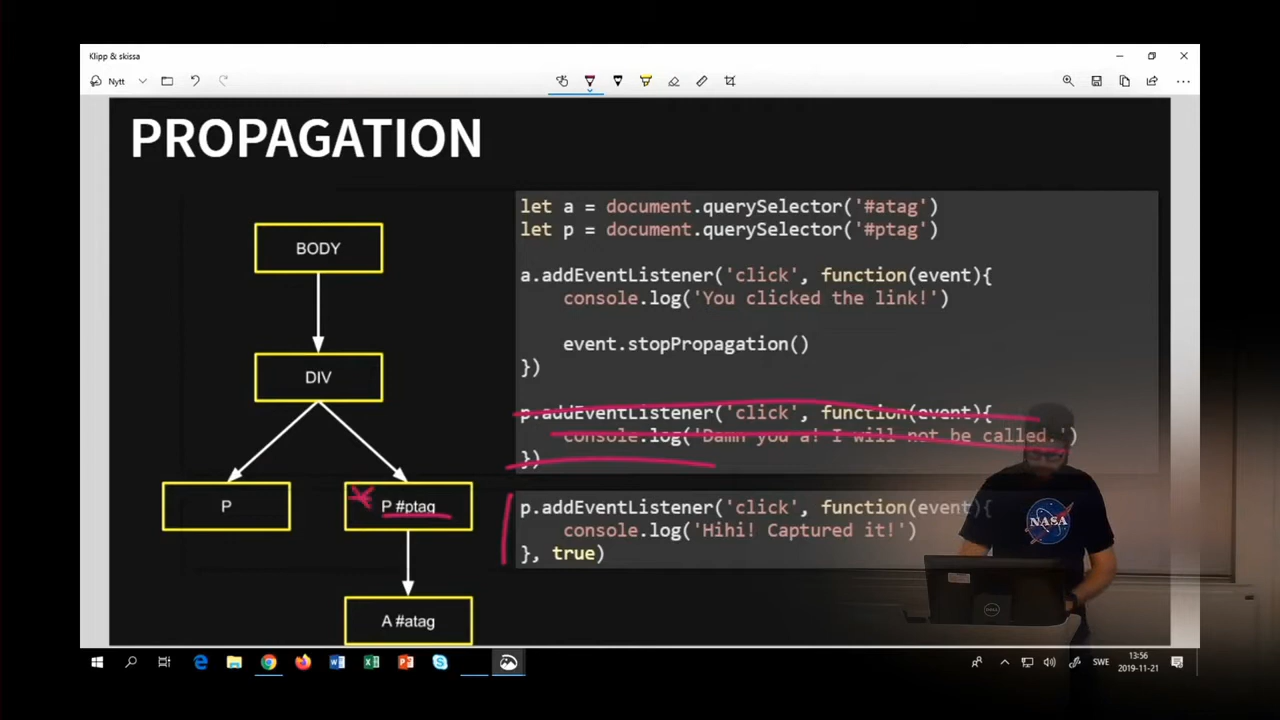 Klipp & skissa
Nytt
PROPAGATION
BODY
DIV
P
P #ptag
A #atag
let a = document.querySelector('#atag')
let p = document.querySelector('#ptag')
a.addEventListener('click', function(event){
console.log('You clicked the link!')
event.stopPropagation()
})
p.addEventListener('click', function(event){
console.log('Damn you a! I will not be called.')
})
p.addEventListener('click', function(event){
console.log('Hihi! Captured it!')
}, true)
NASA
DELL
SWE
13:56
2019-11-21